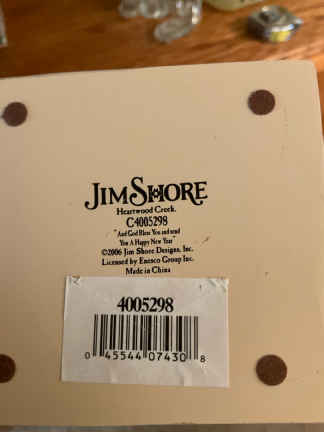 JIM SHORE
Heartwood Creek.
C4005298
"And God Bless You and send
You A Happy New Year"
©2006 Jim Shore Designs, Inc.
Licensed by Enesco Group Inc.
Made in China
4005298
0 45544 07430 8